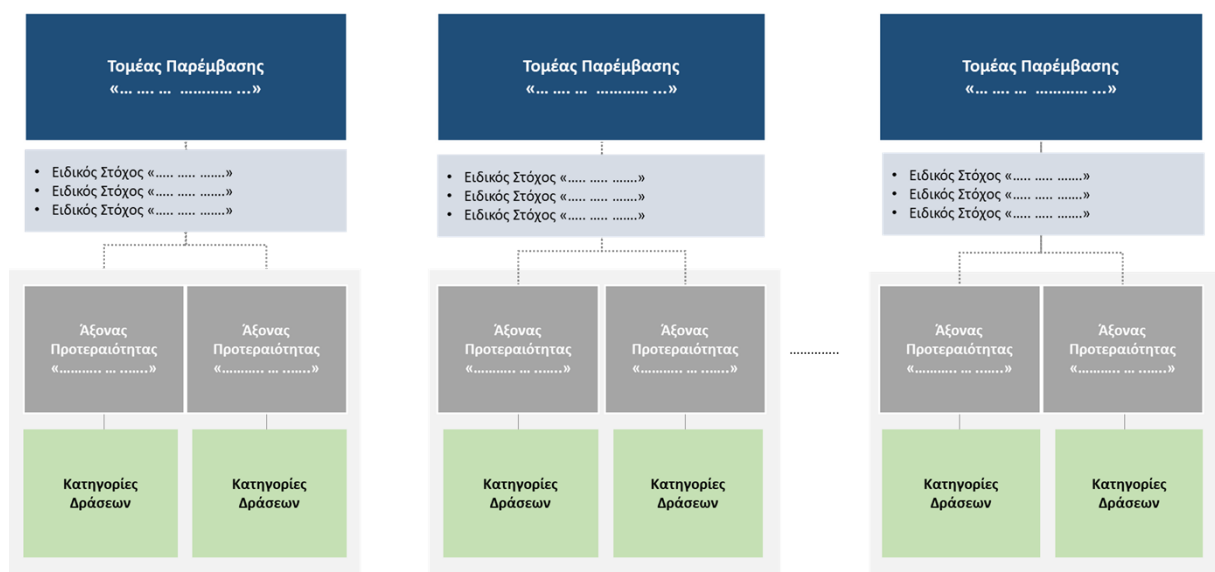 Τομέας Παρέμβασης
«… …. … ………… …»
• Ειδικός Στόχος «….. ….. …….»
• Ειδικός Στόχος «….. ….. …….»
• Ειδικός Στόχος «….. ….. …….»
Άξονας
Προτεραιότητας
«……….. … …….»
Άξονας
Προτεραιότητας
«……….. … …….»
Κατηγορίες
Δράσεων
Κατηγορίες
Δράσεων
Τομέας Παρέμβασης
«… …. … ………… …»
• Ειδικός Στόχος «….. ….. …….»
• Ειδικός Στόχος «….. ….. …….»
• Ειδικός Στόχος «….. ….. …….»
Άξονας
Προτεραιότητας
«……….. … …….»
Άξονας
Προτεραιότητας
«……….. … …….»
Κατηγορίες
Δράσεων
Κατηγορίες
Δράσεων
.............
Τομέας Παρέμβασης
«… …. … ………… …»
• Ειδικός Στόχος «….. ….. …….»
• Ειδικός Στόχος «….. ….. …….»
• Ειδικός Στόχος «….. ….. …….»
Άξονας
Προτεραιότητας
«……….. … …….»
Άξονας
Προτεραιότητας
«……….. … …….»
Κατηγορίες
Δράσεων
Κατηγορίες
Δράσεων